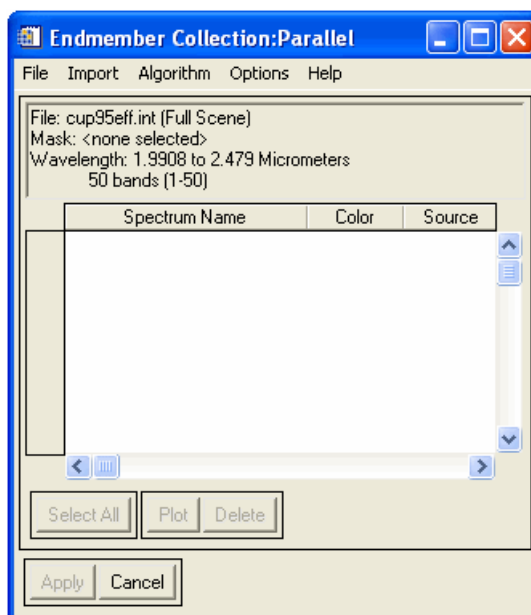 Endmember Collection:Parallel
File Import Algorithm Options Help
File: cup95eff.int (Full Scene)
Mask: <none selected>
Wavelength: 1.9908 to 2.479 Micrometers
50 bands (1-50)
Spectrum Name Color Source
Select All Plot Delete
Apply Cancel